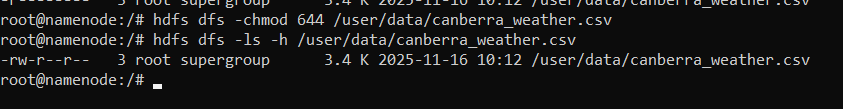 -r-------- 3 root supergroup 3.4 K 2025-11-16 10:12 /user/data/canberra_weather.csv
root@namenode:/# hdfs dfs -chmod 644 /user/data/canberra_weather.csv
root@namenode:/# hdfs dfs -ls -h /user/data/canberra_weather.csv
-rw-r--r-- 3 root supergroup 3.4 K 2025-11-16 10:12 /user/data/canberra_weather.csv
root@namenode:/#